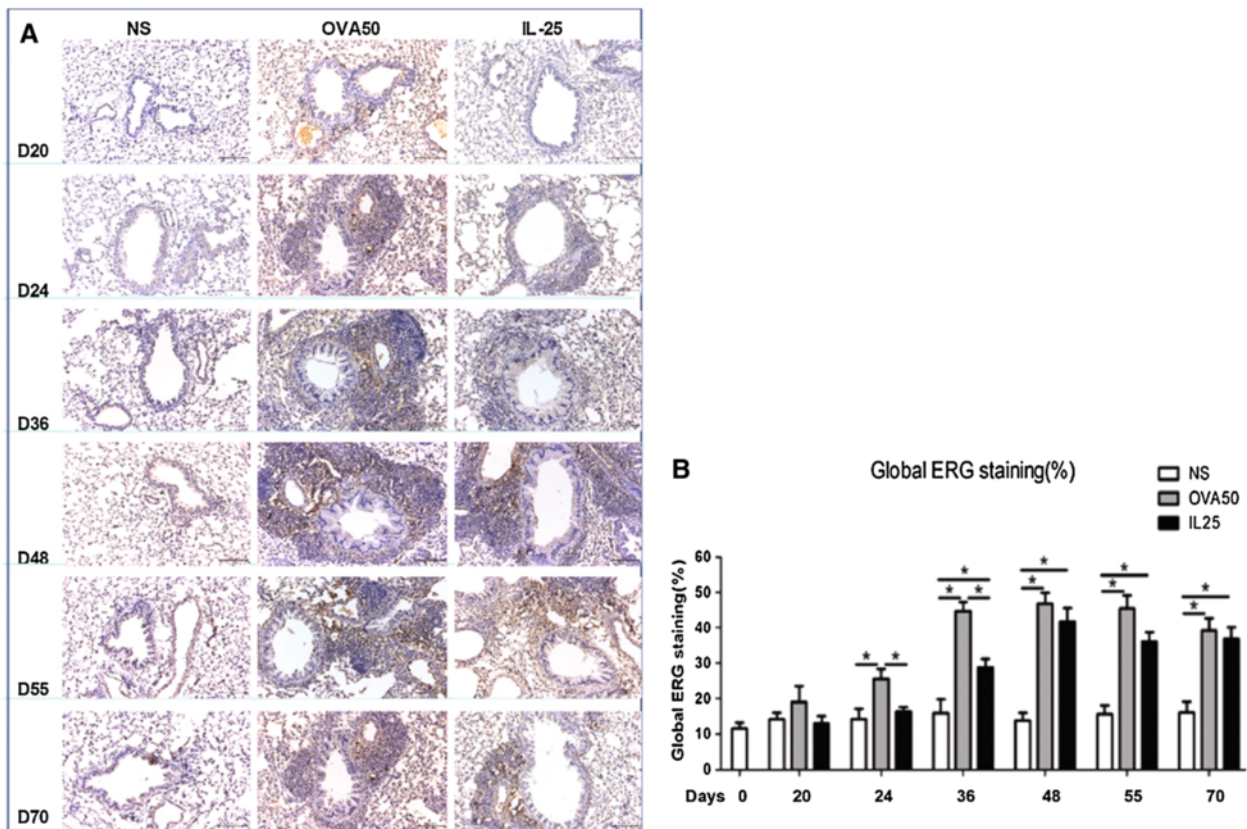 A
NS OVA50 IL-25
D20
D24
D36
D48
D55
D70
B
Global ERG staining(%)
NS
OVA50
IL25
Global ERG staining(%)
60
50
40
30
20
10
0
* * * * * * * * * * *
Days 0 20 24 36 48 55 70